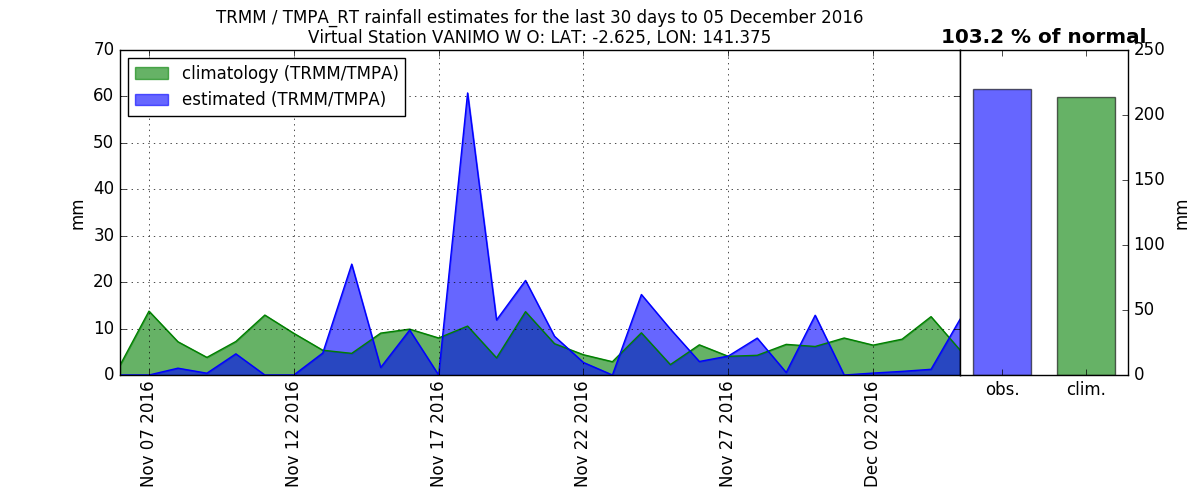 TRMM / TMPA_RT rainfall estimates for the last 30 days to 05 December 2016
Virtual Station VANIMO W O: LAT: -2.625, LON: 141.375
103.2 % of normal
climatology (TRMM/TMPA)
estimated (TRMM/TMPA)
70
60
50
40
30
20
10
0
mm
Nov 07 2016
Nov 12 2016
Nov 17 2016
Nov 22 2016
Nov 27 2016
Dec 02 2016
obs.
clim.
250
200
150
100
50
0
mm